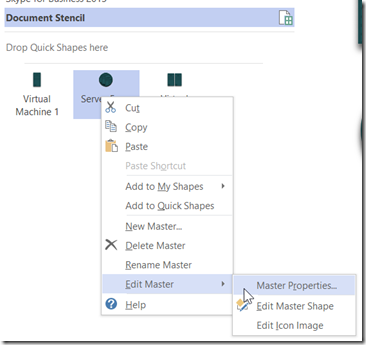 Skype for Business 2015
Document Stencil
Drop Quick Shapes here
Virtual
Machine 1
Cut
Copy
Paste
Paste Shortcut
Add to My Shapes
Add to Quick Shapes
New Master...
Delete Master
Rename Master
Edit Master
Help
Master Properties...
Edit Master Shape
Edit Icon Image